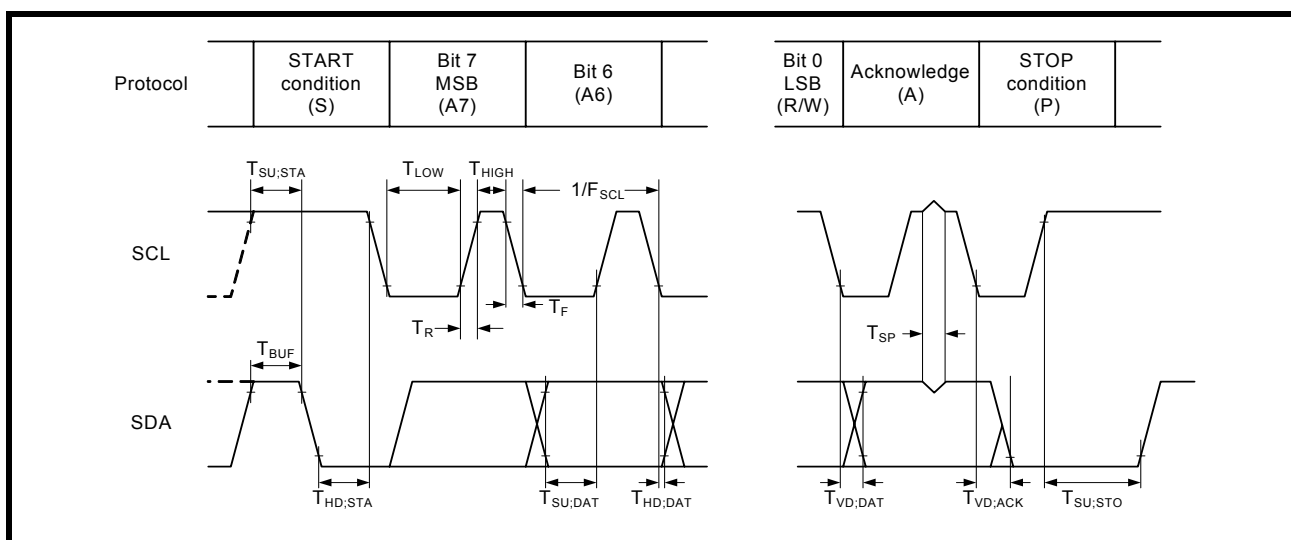 Protocol
START
condition
(S)
Bit 7
MSB
(A7)
Bit 6
(A6)
Bit 0
LSB
(R/W)
Acknowledge
(A)
STOP
condition
(P)
TSU;STA
TLOW
THIGH
1/FSCL
SCL
TF
TR
TSP
TBUF
SDA
THD;STA
TSU;DAT
THD;DAT
TVD;DAT
TVD;ACK
TSU;STO